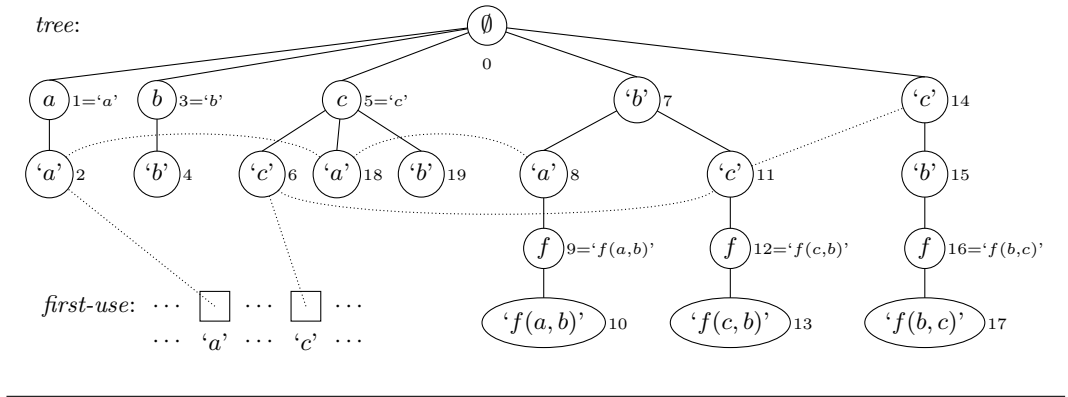 tree: ∅
0
a 1=‘a’ b 3=‘b’ c 5=‘c’ ‘b’ 7 ‘c’ 14
‘a’ 2 ‘b’ 4 ‘c’ 6 ‘a’ 18 ‘b’ 19 ‘a’ 8 ‘c’ 11 ‘b’ 15
f 9=‘f(a,b)’ f 12=‘f(c,b)’ f 16=‘f(b,c)’
first-use: ··· ··· ···
‘f(a, b)’ 10 ‘f(c, b)’ 13 ‘f(b, c)’ 17
··· ‘a’ ··· ‘c’ ···